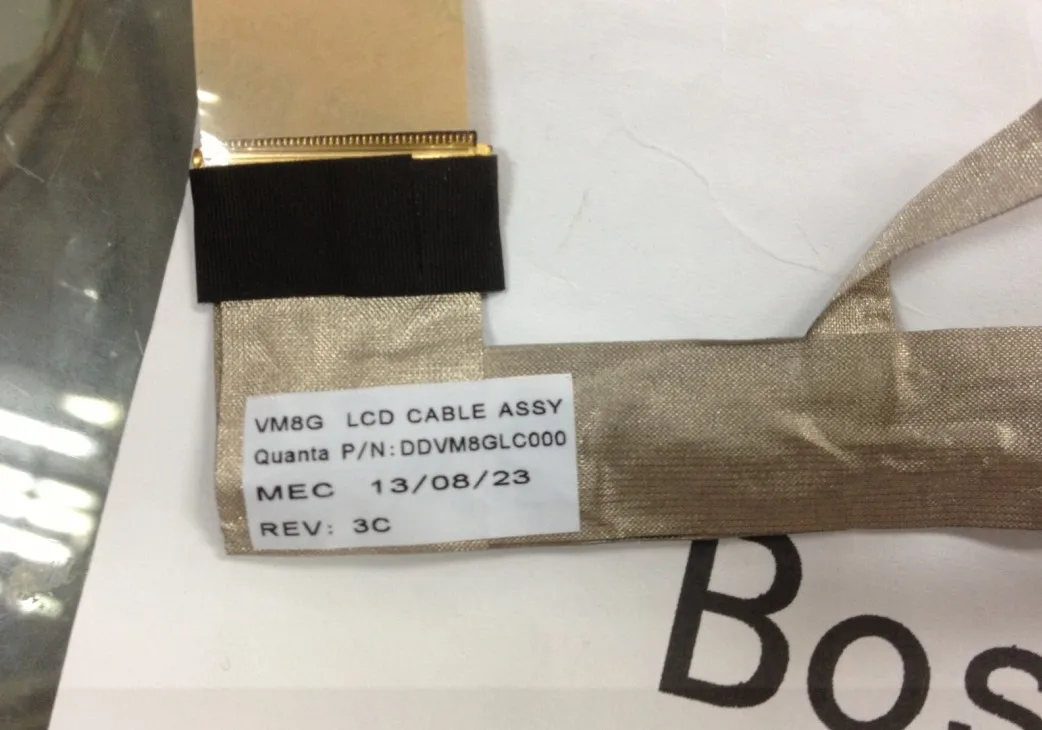 VM8G LCD CABLE ASSY
Quanta P/N:DDVM8GLC000
MEC 13/08/23
REV: 3C
Bos